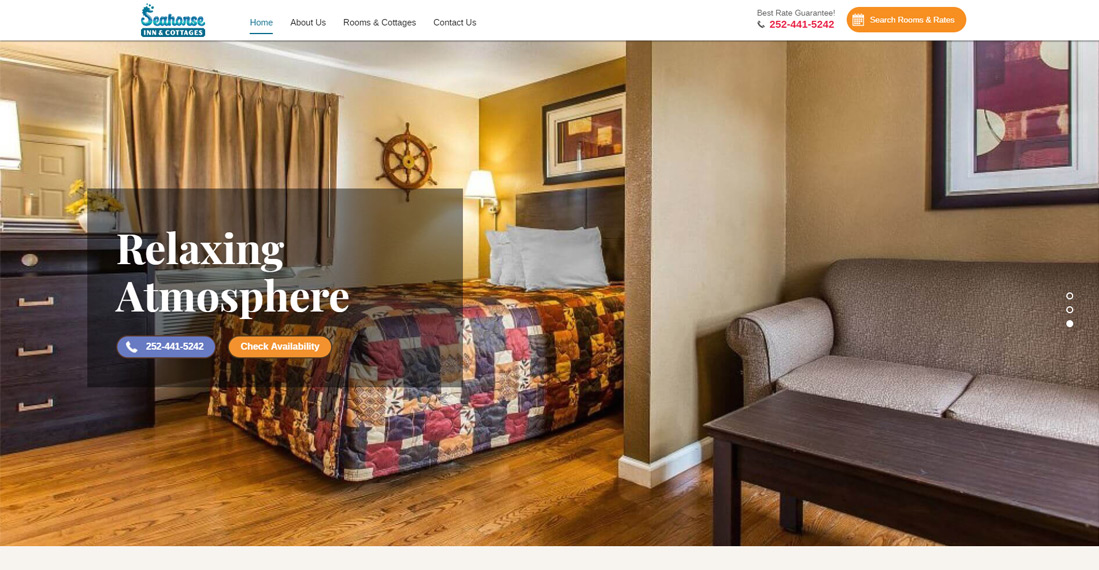 Seahorse
INN & COTTAGES
Home
About Us
Rooms & Cottages
Contact Us
Best Rate Guarantee!
252-441-5242
Search Rooms & Rates
Relaxing
Atmosphere
252-441-5242
Check Availability